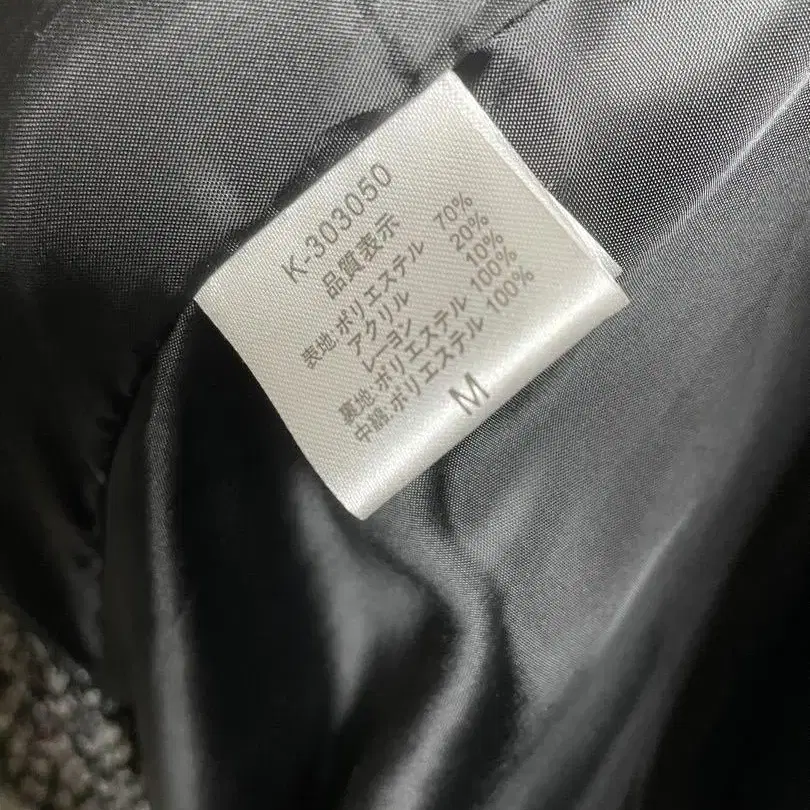 K-303050
品質表示
表地:ポリエステル 70%
アクリル 20%
レーヨン 10%
裏地:ポリエステル 100%
中綿:ポリエステル 100%
M